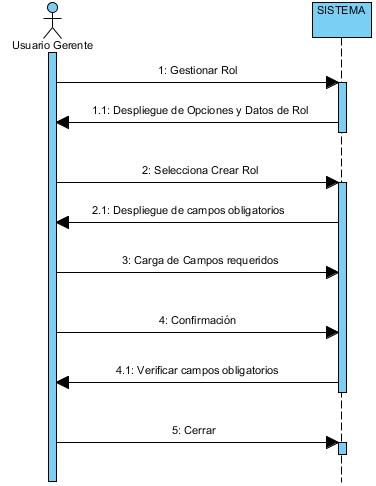 SISTEMA
Usuario Gerente
1: Gestionar Rol
1.1: Despliegue de Opciones y Datos de Rol
2: Selecciona Crear Rol
2.1: Despliegue de campos obligatorios
3: Carga de Campos requeridos
4: Confirmación
4.1: Verificar campos obligatorios
5: Cerrar